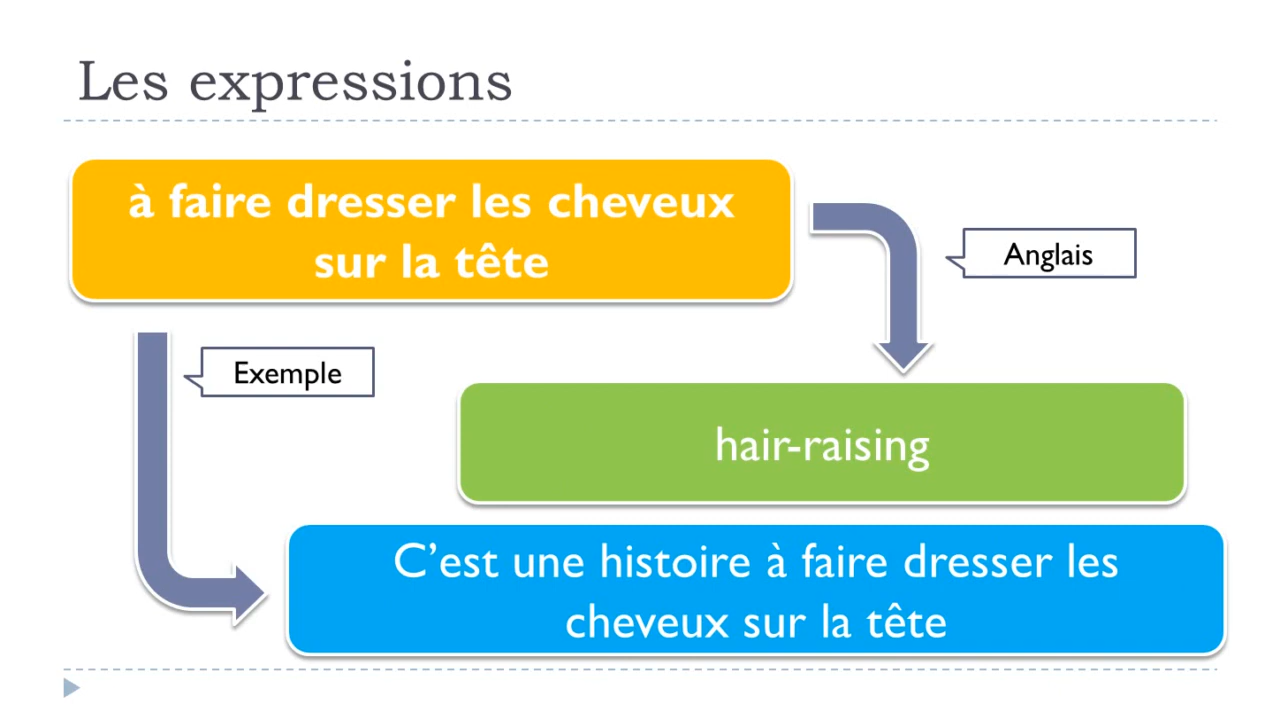 Les expressions
à faire dresser les cheveux
sur la tête
Anglais
Exemple
hair-raising
C’est une histoire à faire dresser les
cheveux sur la tête